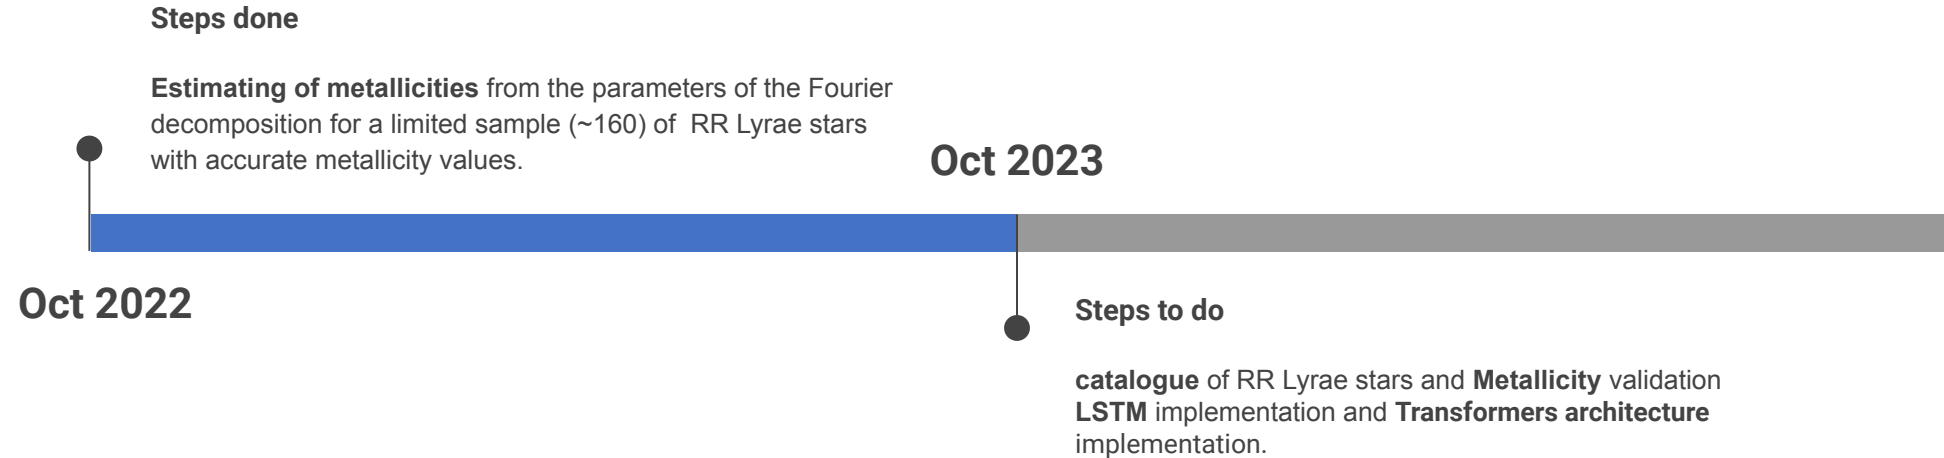 Steps done
Estimating of metallicities from the parameters of the Fourier
decomposition for a limited sample (~160) of  RR Lyrae stars
with accurate metallicity values.
Oct 2023
Oct 2022
Steps to do
catalogue of RR Lyrae stars and Metallicity validation
LSTM implementation and Transformers architecture
implementation.